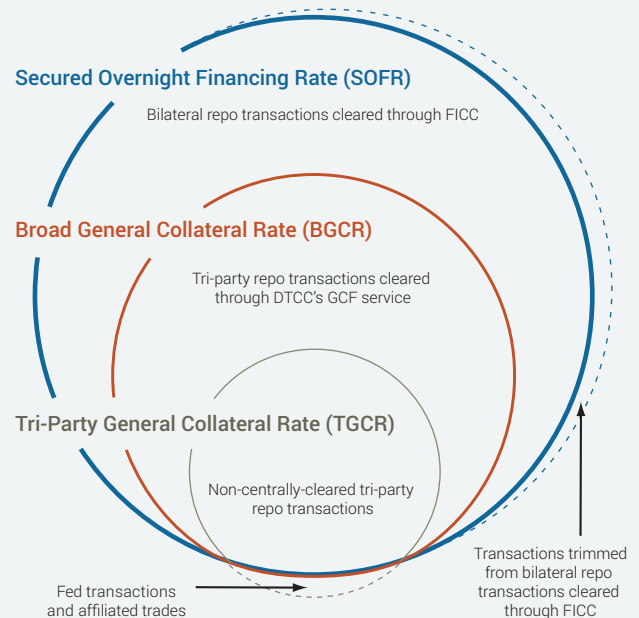 Secured Overnight Financing Rate (SOFR)
Bilateral repo transactions cleared through FICC
Broad General Collateral Rate (BGCR)
Tri-party repo transactions cleared
through DTCC’s GCF service
Tri-Party General Collateral Rate (TGCR)
Non-centrally-cleared tri-party
repo transactions
Fed transactions
and affiliated trades
Transactions trimmed
from bilateral repo
transactions cleared
through FICC